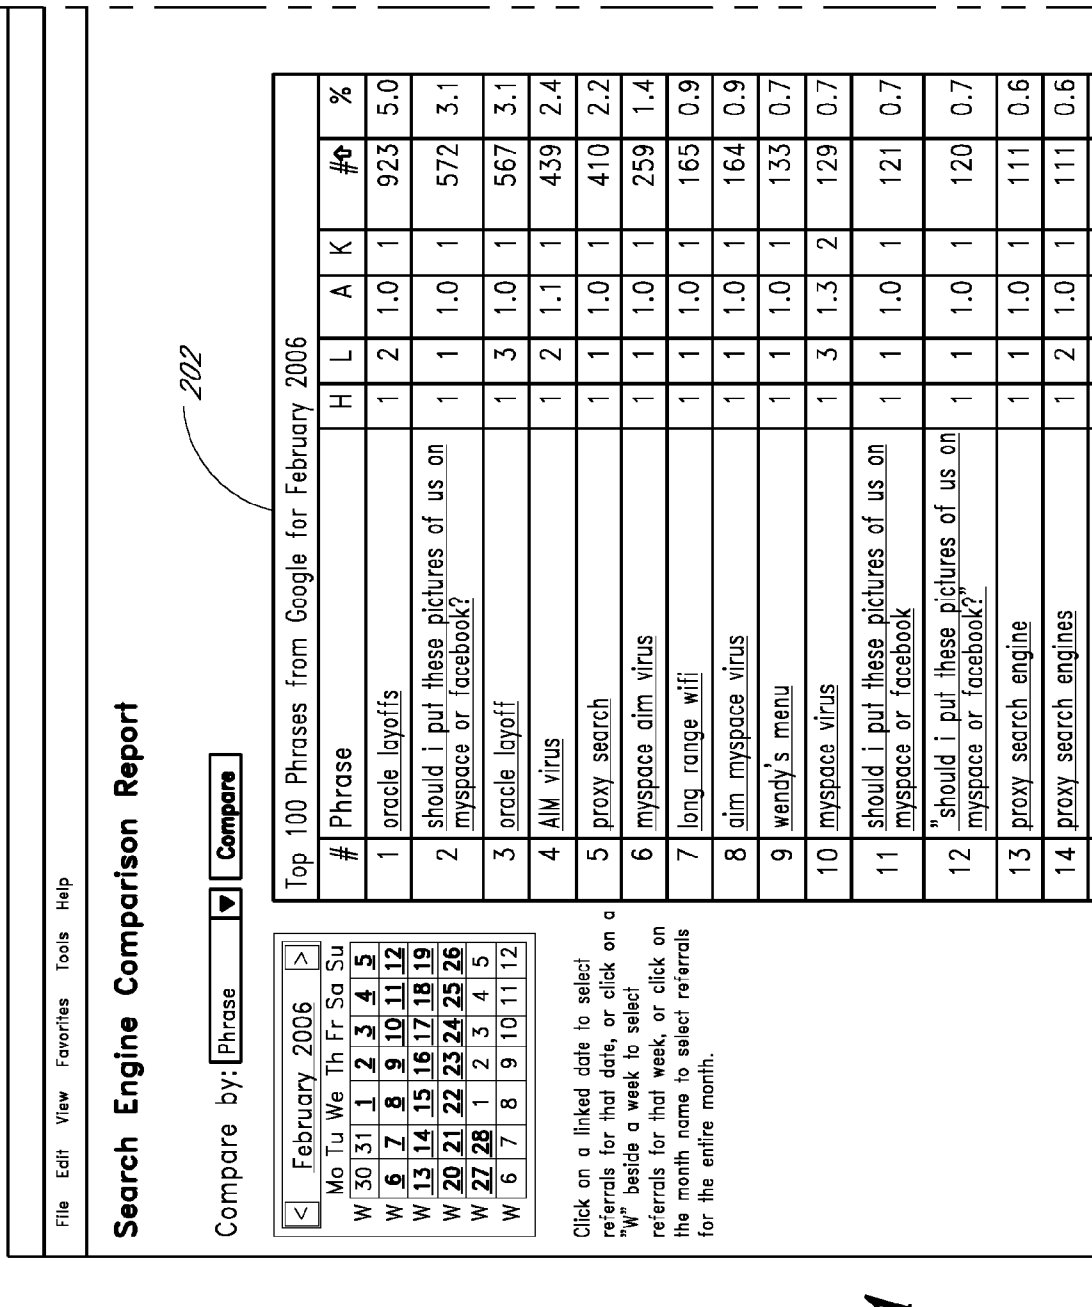 File Edit View Favorites Tools Help
Search Engine Comparison Report
Compare by: Phrase ▼ Compare
202
< February 2006 >
Mo Tu We Th Fr Sa Su
W 30 31 1 2 3 4 5
W 6 7 8 9 10 11 12
W 13 14 15 16 17 18 19
W 20 21 22 23 24 25 26
W 27 28 1 2 3 4 5
W 6 7 8 9 10 11 12
Click on a linked date to select
referrals for that date, or click on a
"W" beside a week to select
referrals for that week, or click on
the month name to select referrals
for the entire month.
Top 100 Phrases from Google for February 2006
# Phrase H L A K #⇧ %
1 oracle layoffs 1 2 1.0 1 923 5.0
2 should i put these pictures of us on 1 1 1.0 1 572 3.1
myspace or facebook?
3 oracle layoff 1 3 1.0 1 567 3.1
4 AIM virus 1 2 1.1 1 439 2.4
5 proxy search 1 1 1.0 1 410 2.2
6 myspace aim virus 1 1 1.0 1 259 1.4
7 long range wifi 1 1 1.0 1 165 0.9
8 aim myspace virus 1 1 1.0 1 164 0.9
9 wendy's menu 1 1 1.0 1 133 0.7
10 myspace virus 1 3 1.3 2 129 0.7
11 should i put these pictures of us on 1 1 1.0 1 121 0.7
myspace or facebook
12 "should i put these pictures of us on 1 1 1.0 1 120 0.7
myspace or facebook?"
13 proxy search engine 1 1 1.0 1 111 0.6
14 proxy search engines 1 2 1.0 1 111 0.6